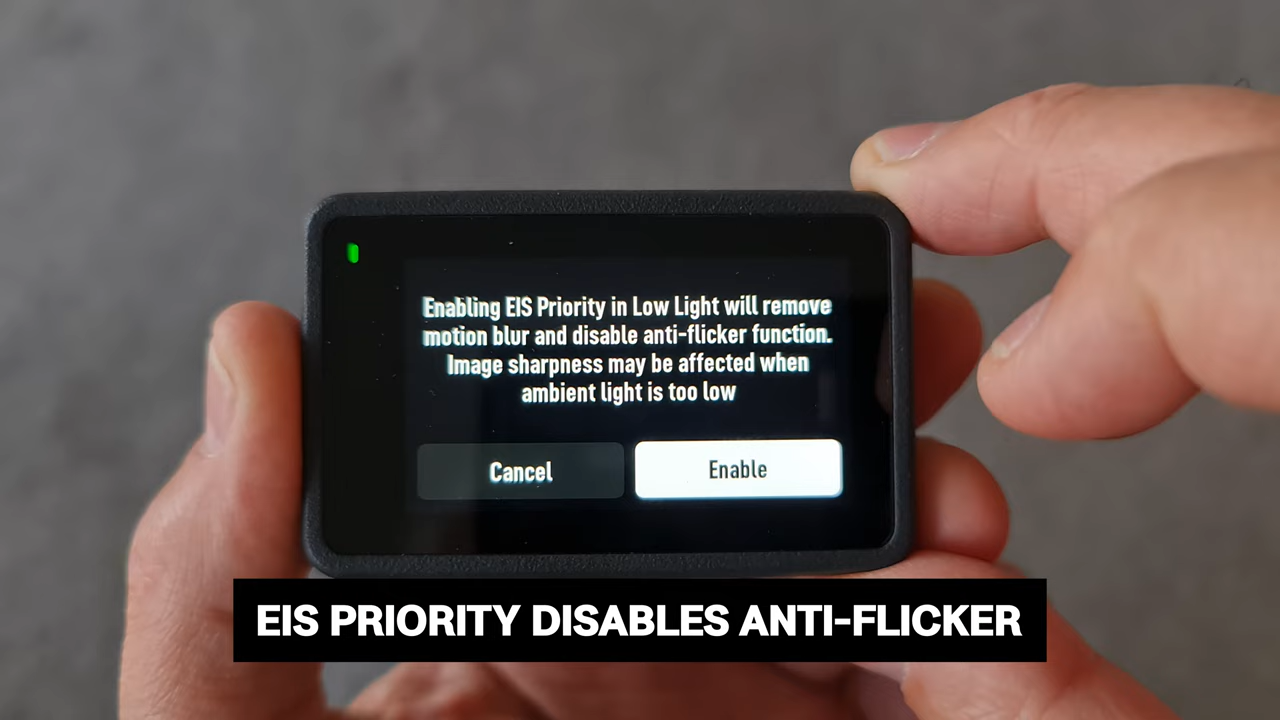 Enabling EIS Priority in Low Light will remove
motion blur and disable anti-flicker function.
Image sharpness may be affected when
ambient light is too low
Cancel
Enable
EIS PRIORITY DISABLES ANTI-FLICKER